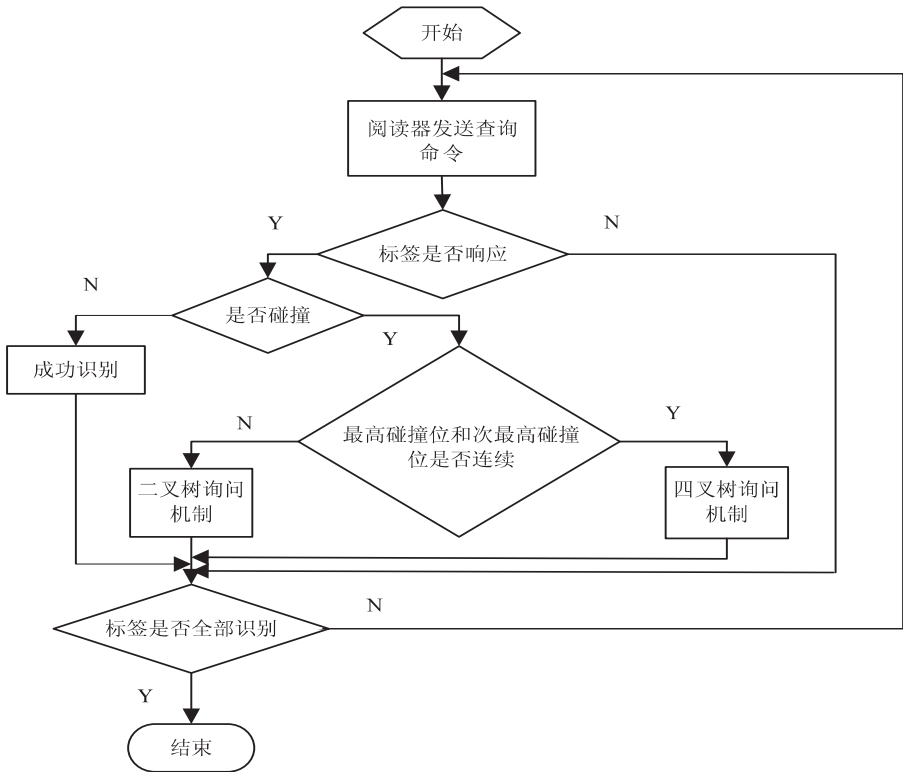 开始
阅读器发送查询
命令
Y
N
标签是否响应
N
是否碰撞
Y
成功识别
N
Y
最高碰撞位和次最高碰撞
位是否连续
二叉树询问
机制
四叉树询问
机制
N
标签是否全部识别
Y
结束